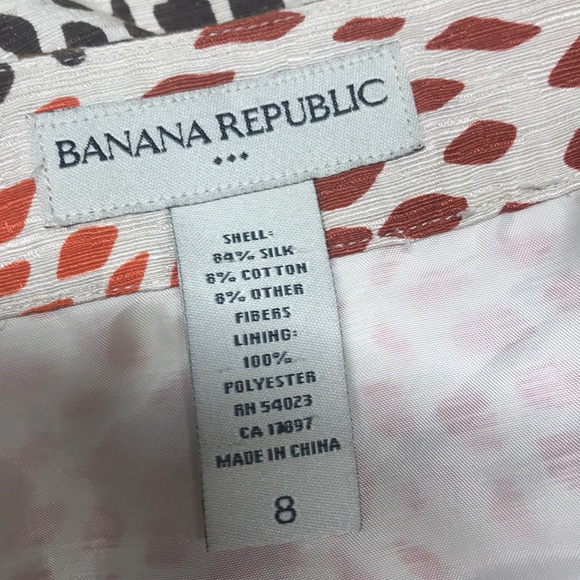 BANANA REPUBLIC
SHELL:
84% SILK
8% COTTON
8% OTHER
FIBERS
LINING:
100%
POLYESTER
RN 54023
CA 17897
MADE IN CHINA
8